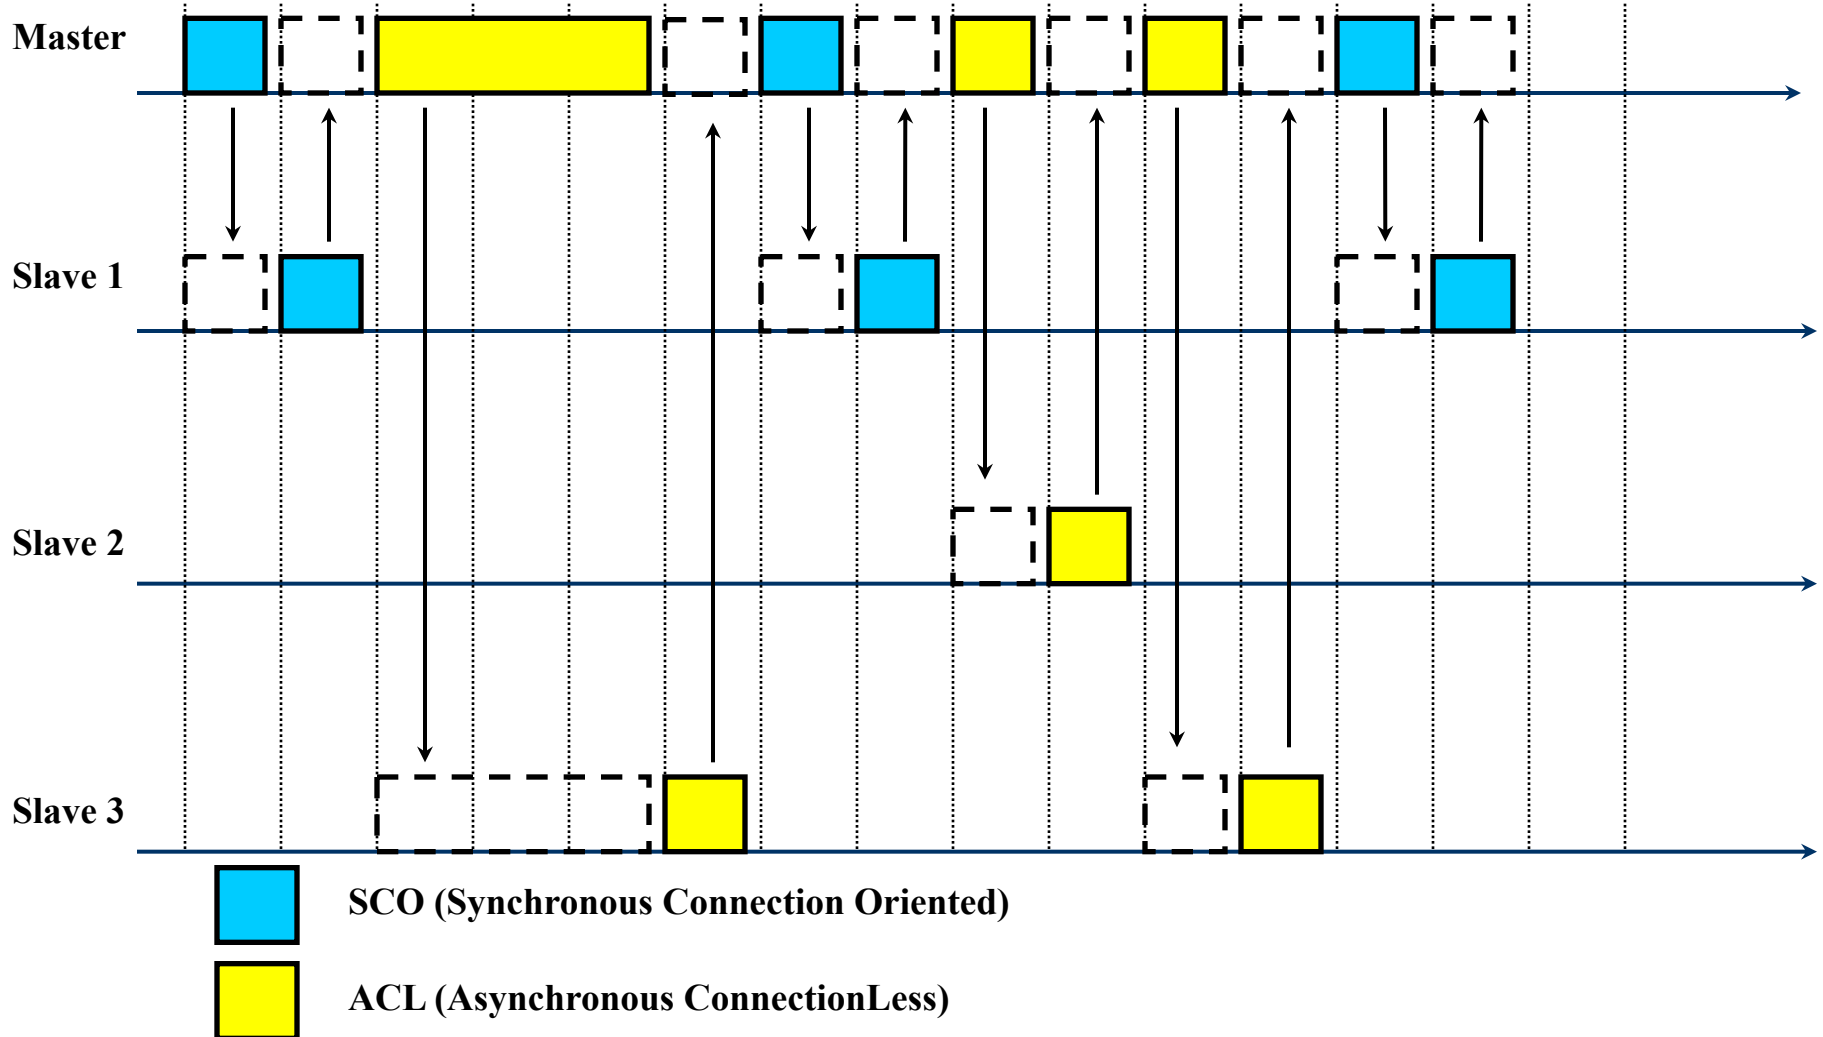 Master
Slave 1
Slave 2
Slave 3
SCO (Synchronous Connection Oriented)
ACL (Asynchronous ConnectionLess)